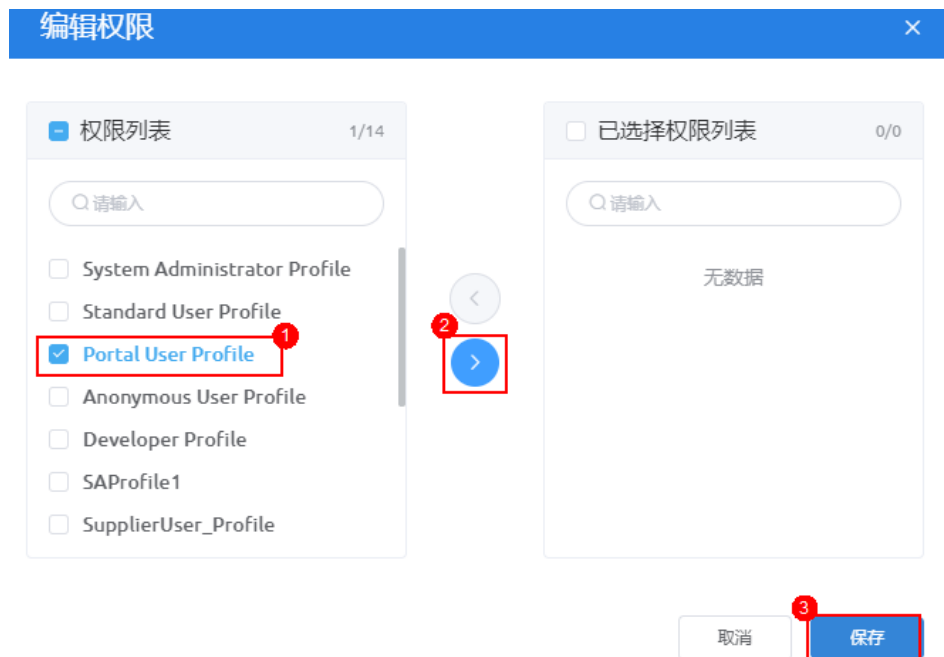 编辑权限
权限列表 1/14
请输入
System Administrator Profile
Standard User Profile
1
Portal User Profile
Anonymous User Profile
Developer Profile
SAProfile1
SupplierUser_Profile
2
已选择权限列表 0/0
请输入
无数据
3
取消 保存